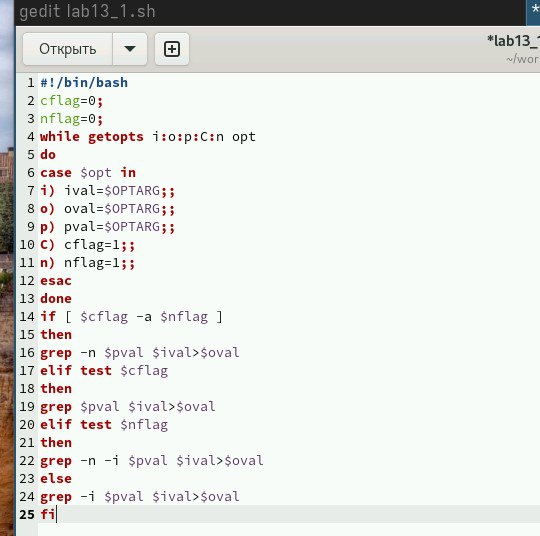 gedit lab13_1.sh
*
Открыть
*lab13_1
~/wor
1 #!/bin/bash
2 cflag=0;
3 nflag=0;
4 while getopts i:o:p:C:n opt
5 do
6 case $opt in
7 i) ival=$OPTARG;;
8 o) oval=$OPTARG;;
9 p) pval=$OPTARG;;
10 C) cflag=1;;
11 n) nflag=1;;
12 esac
13 done
14 if [ $cflag -a $nflag ]
15 then
16 grep -n $pval $ival>$oval
17 elif test $cflag
18 then
19 grep $pval $ival>$oval
20 elif test $nflag
21 then
22 grep -n -i $pval $ival>$oval
23 else
24 grep -i $pval $ival>$oval
25 fi